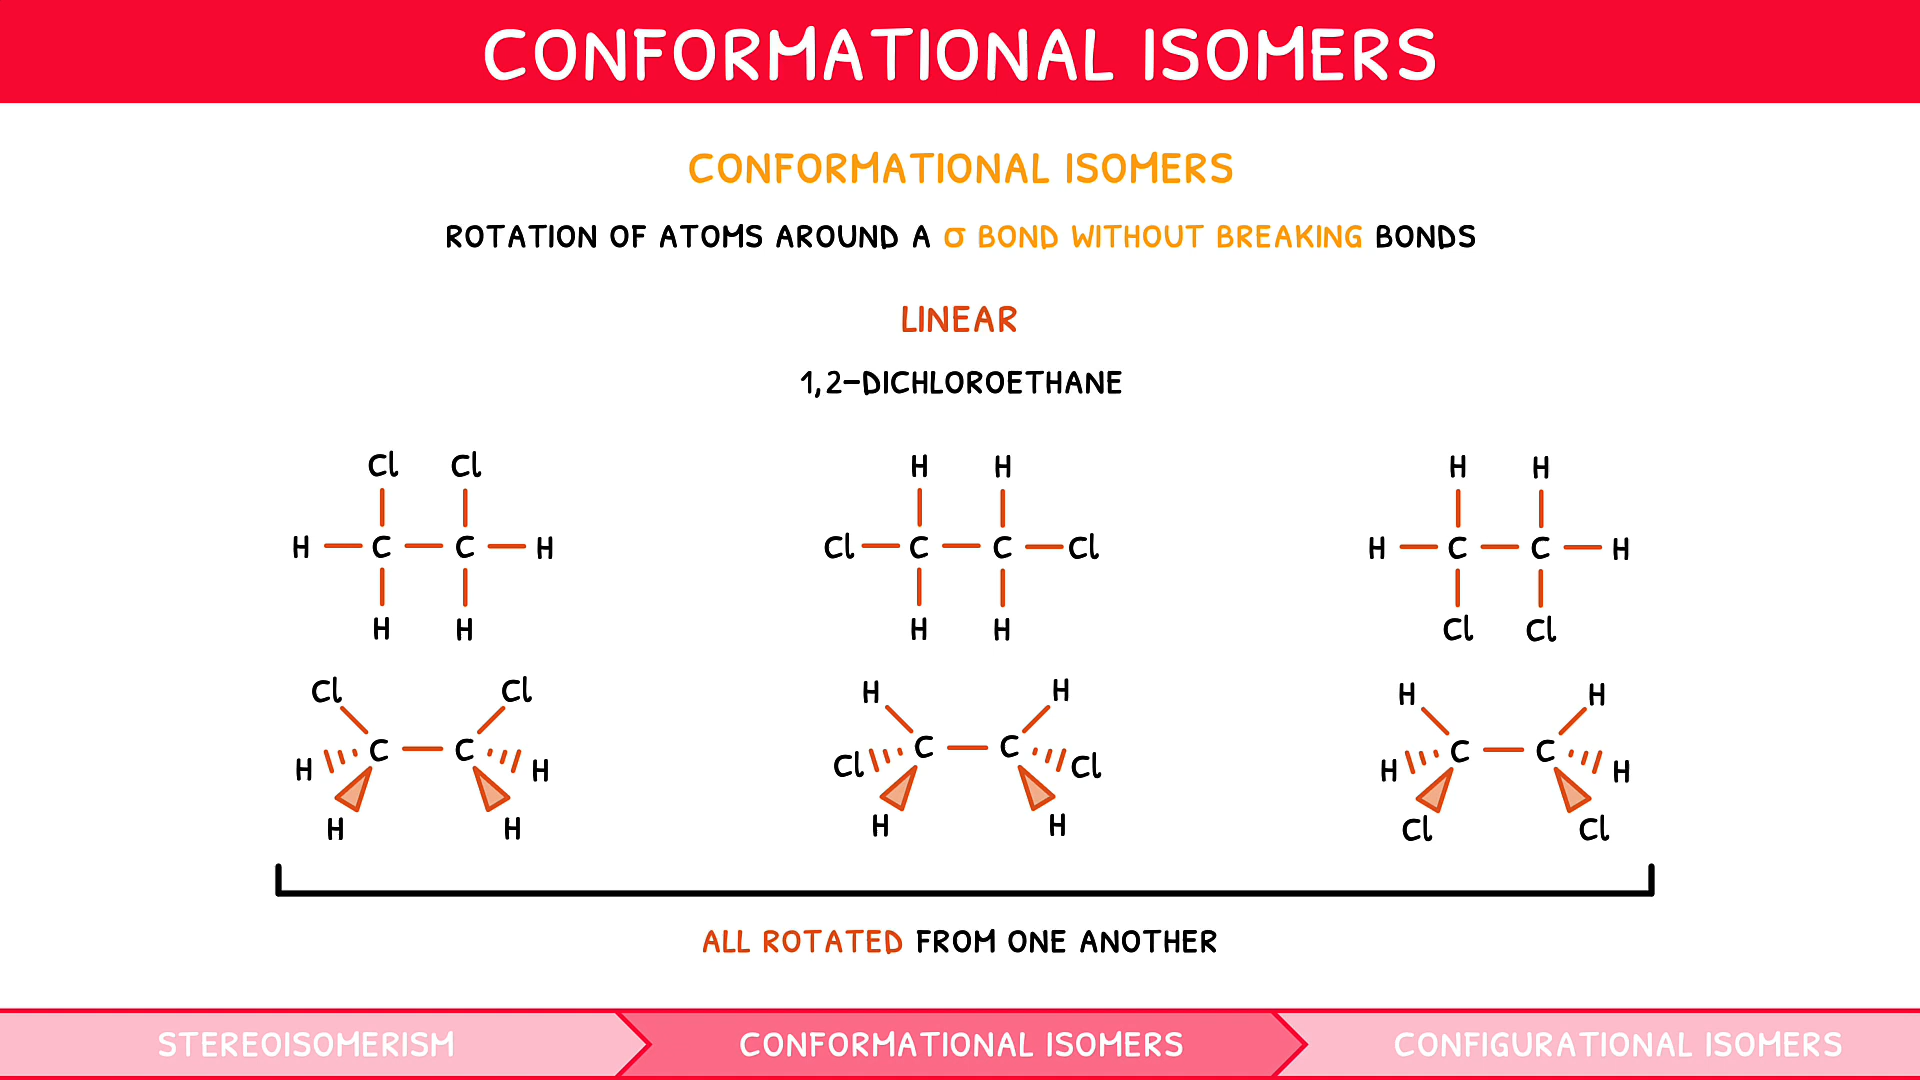 CONFORMATIONAL ISOMERS
CONFORMATIONAL ISOMERS
ROTATION OF ATOMS AROUND A σ BOND WITHOUT BREAKING BONDS
LINEAR
1,2-DICHLOROETHANE
Cl Cl H H H H
H C C H Cl C C Cl H C C H
H H H H Cl Cl
Cl Cl H H H H
C C C C C C
H H Cl Cl H H
H H H H Cl Cl
ALL ROTATED FROM ONE ANOTHER
STEREOISOMERISM CONFORMATIONAL ISOMERS CONFIGURATIONAL ISOMERS